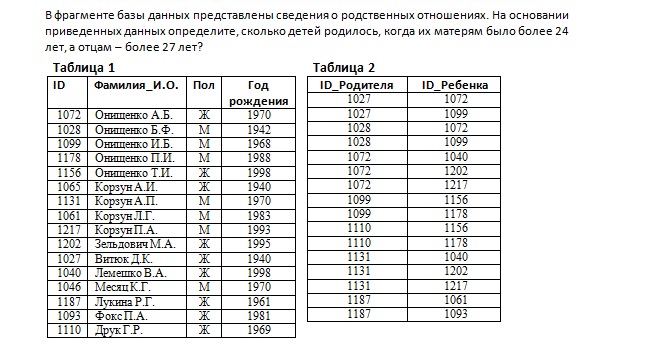 В фрагменте базы данных представлены сведения о родственных отношениях. На основании
приведенных данных определите, сколько детей родилось, когда их матерям было более 24
лет, а отцам – более 27 лет?
Таблица 1
ID Фамилия_И.О. Пол Год рождения
1072 Онищенко А.Б. Ж 1970
1028 Онищенко Б.Ф. М 1942
1099 Онищенко И.Б. М 1968
1178 Онищенко П.И. М 1988
1156 Онищенко Т.И. Ж 1998
1065 Корзун А.И. Ж 1940
1131 Корзун А.П. М 1970
1061 Корзун Л.Г. М 1983
1217 Корзун П.А. М 1993
1202 Зельдович М.А. Ж 1995
1027 Витюк Д.К. Ж 1940
1040 Лемешко В.А. Ж 1998
1046 Месяц К.Г. М 1970
1187 Лукина Р.Г. Ж 1961
1093 Фокс П.А. Ж 1981
1110 Друк Г.Р. Ж 1969
Таблица 2
ID_Родителя ID_Ребенка
1027 1072
1027 1099
1028 1072
1028 1099
1072 1040
1072 1202
1072 1217
1099 1156
1099 1178
1110 1156
1110 1178
1131 1040
1131 1202
1131 1217
1187 1061
1187 1093